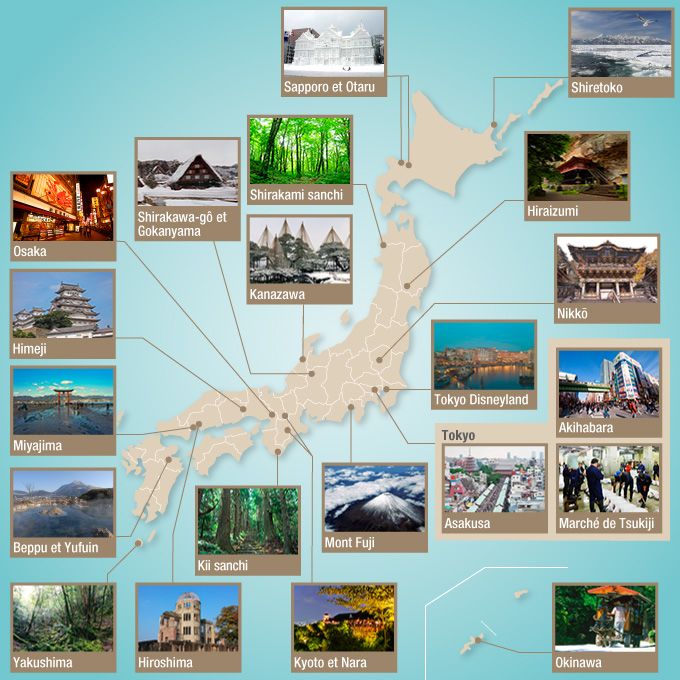 Sapporo et Otaru
Shiretoko
Shirakami sanchi
Shirakawa-gô et
Gokanyama
Hiraizumi
Osaka
Kanazawa
Nikkō
Himeji
Tokyo Disneyland
Akihabara
Miyajima
Tokyo
Asakusa
Marché de Tsukiji
Beppu et Yufuin
Kii sanchi
Mont Fuji
Yakushima
Hiroshima
Kyoto et Nara
Okinawa